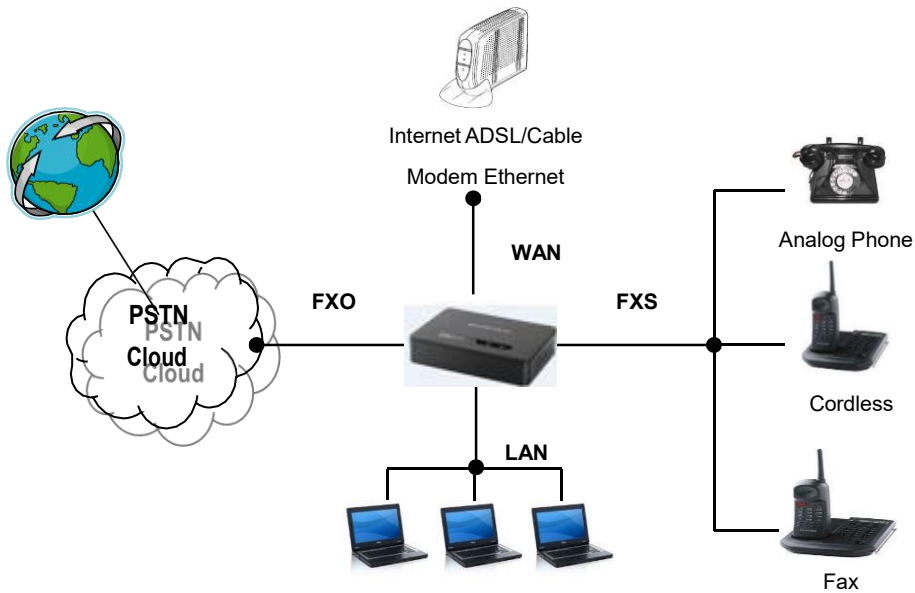 Internet ADSL/Cable
Modem Ethernet
WAN
Analog Phone
PSTN
Cloud
PSTN
Cloud
FXO
FXS
Cordless
LAN
Fax